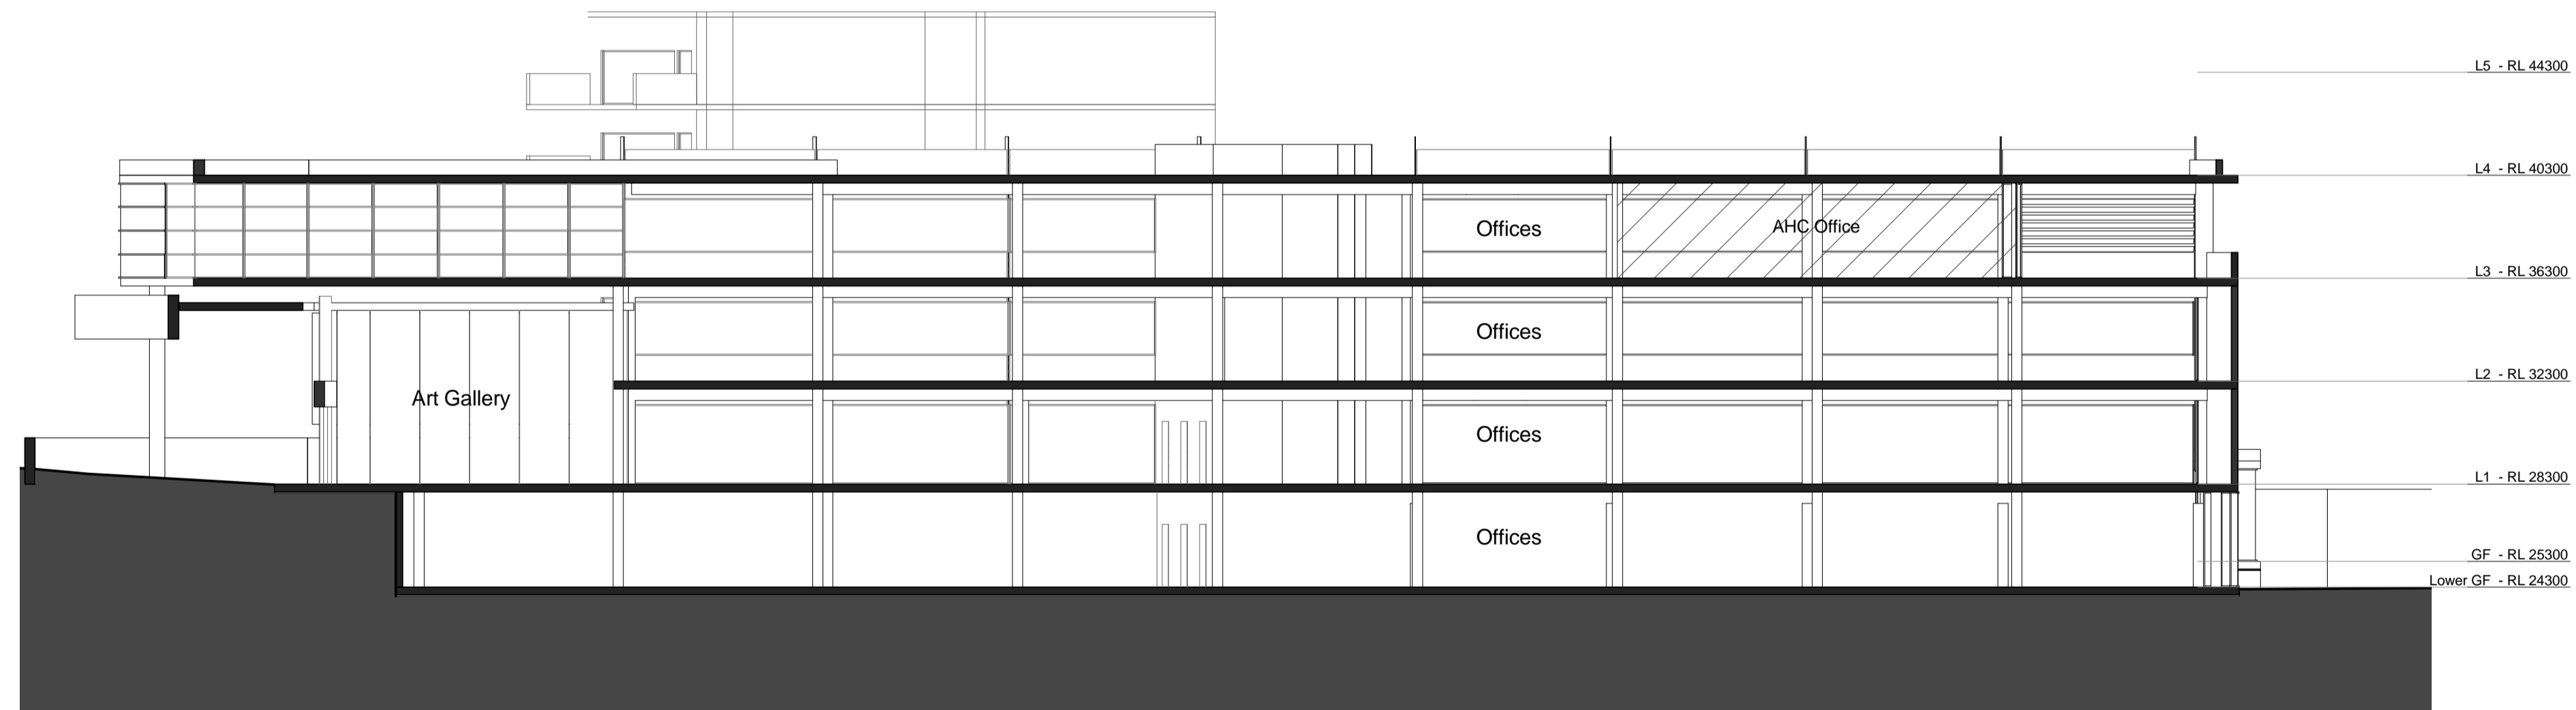 L5 - RL 44300
L4 - RL 40300
Offices
AHC Office
L3 - RL 36300
Offices
L2 - RL 32300
Art Gallery
Offices
L1 - RL 28300
Offices
GF - RL 25300
Lower GF - RL 24300